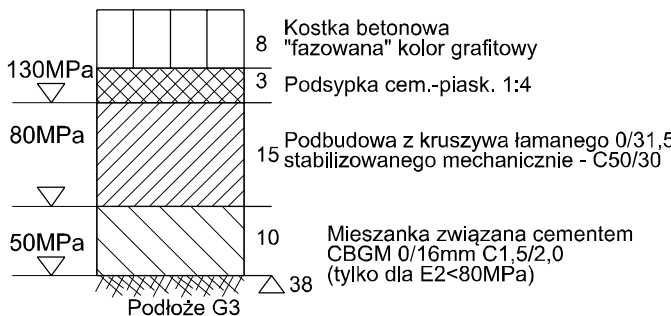 8 Kostka betonowa
"fazowana" kolor grafitowy
130MPa
3 Podsypka cem.-piask. 1:4
80MPa
15 Podbudowa z kruszywa łamanego 0/31,5
stabilizowanego mechanicznie - C50/30
50MPa
10 Mieszanka związana cementem
CBGM 0/16mm C1,5/2,0
(tylko dla E2<80MPa)
38
Podłoże G3